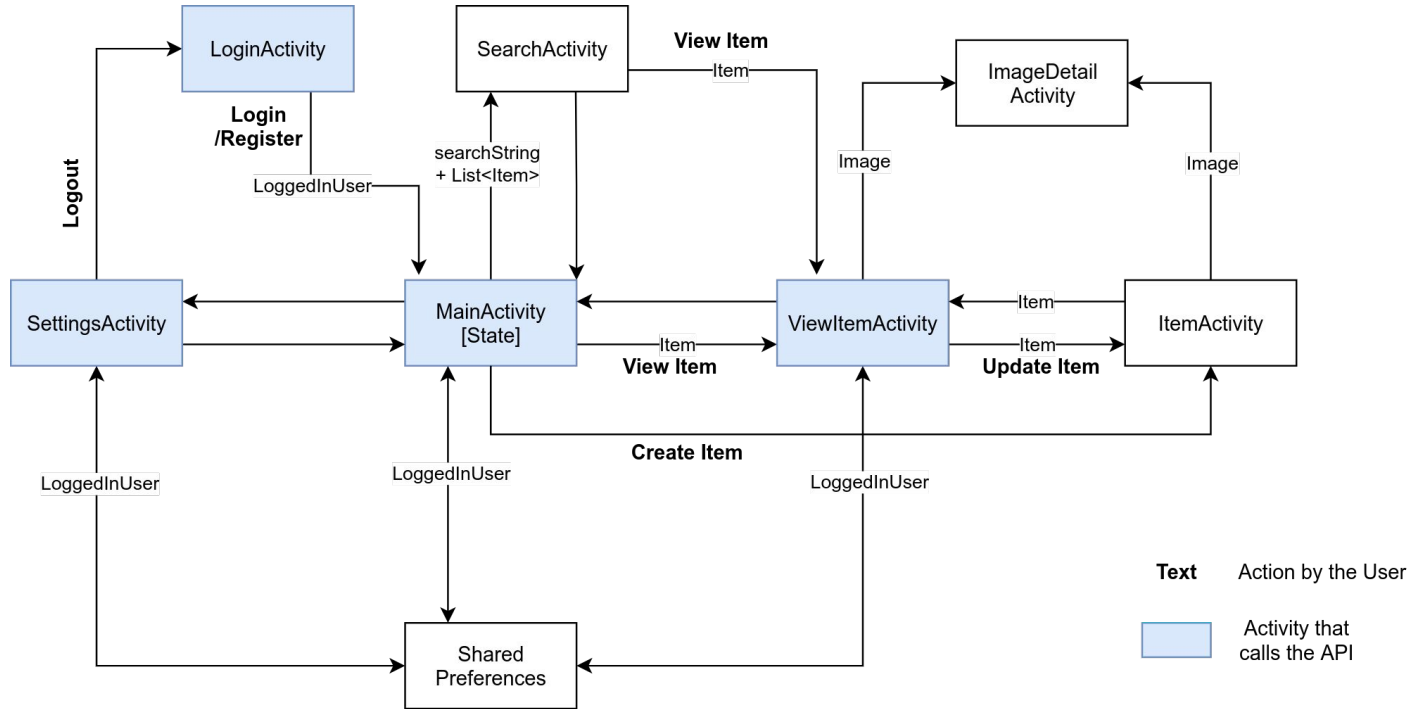 LoginActivity
SearchActivity
View Item
Item
ImageDetail
Activity
Login
/Register
Logout
searchString
+ List<Item>
LoggedInUser
Image
Image
SettingsActivity
MainActivity
[State]
ViewItemActivity
ItemActivity
Item
Item
View Item
Item
Update Item
Create Item
LoggedInUser
LoggedInUser
LoggedInUser
Text
Action by the User
Activity that
calls the API
Shared
Preferences